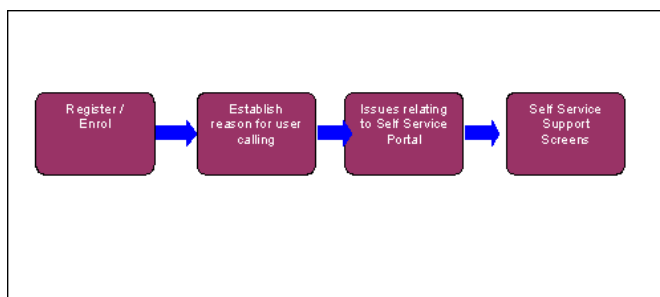 Register /
Enrol
Establish
reason for user
calling
Issues relating
to Self Service
Portal
Self Service
Support
Screens